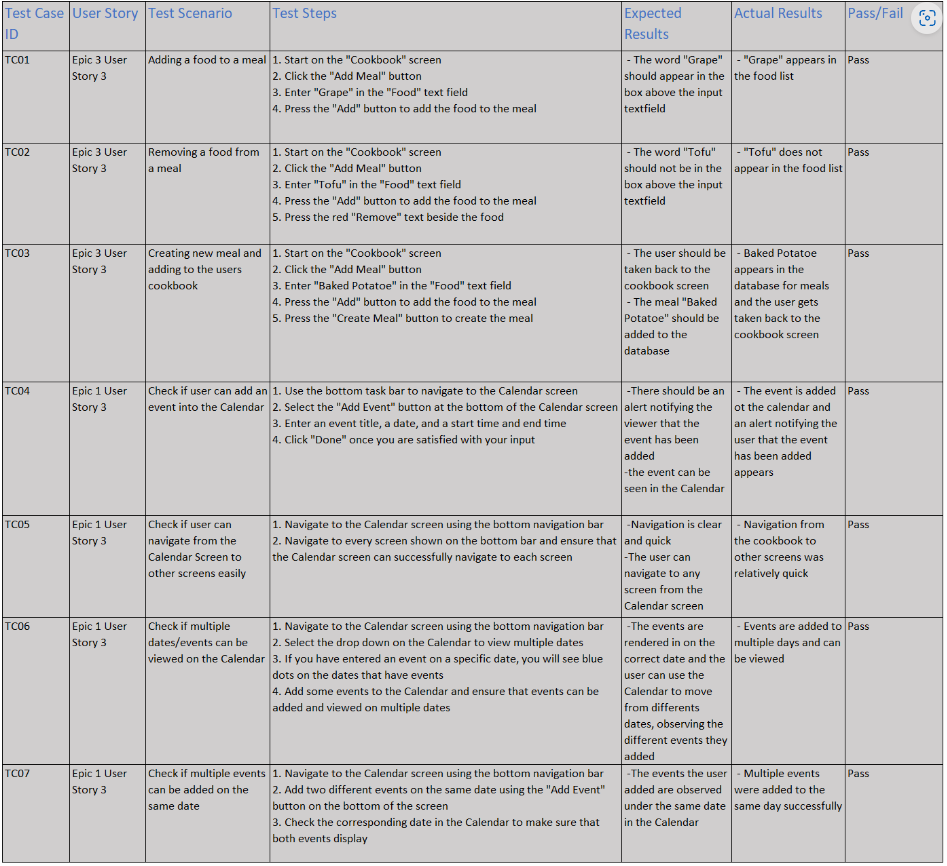 Test Case User Story Test Scenario Test Steps Expected Actual Results Pass/Fail
ID Results
TC01 Epic 3 User Adding a food to a meal 1. Start on the "Cookbook" screen - The word "Grape" - "Grape" appears in Pass
Story 3 2. Click the "Add Meal" button should appear in the the food list
3. Enter "Grape" in the "Food" text field box above the input
4. Press the "Add" button to add the food to the meal textfield
TC02 Epic 3 User Removing a food from 1. Start on the "Cookbook" screen - The word "Tofu" - "Tofu" does not Pass
Story 3 a meal 2. Click the "Add Meal" button should not be in the appear in the food list
3. Enter "Tofu" in the "Food" text field box above the input
4. Press the "Add" button to add the food to the meal textfield
5. Press the red "Remove" text beside the food
TC03 Epic 3 User Creating new meal and 1. Start on the "Cookbook" screen - The user should be - Baked Potatoe Pass
Story 3 adding to the users 2. Click the "Add Meal" button taken back to the appears in the
cookbook 3. Enter "Baked Potatoe" in the "Food" text field cookbook screen database for meals
4. Press the "Add" button to add the food to the meal - The meal "Baked and the user gets
5. Press the "Create Meal" button to create the meal Potatoe" should be taken back to the
added to the cookbook screen
database
TC04 Epic 1 User Check if user can add an 1. Use the bottom task bar to navigate to the Calendar screen -There should be an - The event is added Pass
Story 3 event into the Calendar 2. Select the "Add Event" button at the bottom of the Calendar screen alert notifying the ot the calendar and
3. Enter an event title, a date, and a start time and end time viewer that the an alert notifying the
4. Click "Done" once you are satisfied with your input event has been user that the event
added has been added
-the event can be appears
seen in the Calendar
TC05 Epic 1 User Check if user can 1. Navigate to the Calendar screen using the bottom navigation bar -Navigation is clear - Navigation from Pass
Story 3 navigate from the 2. Navigate to every screen shown on the bottom bar and ensure that and quick the cookbook to
Calendar Screen to the Calendar screen can successfully navigate to each screen -The user can other screens was
other screens easily navigate to any relatively quick
screen from the
Calendar screen
TC06 Epic 1 User Check if multiple 1. Navigate to the Calendar screen using the bottom navigation bar -The events are - Events are added to Pass
Story 3 dates/events can be 2. Select the drop down on the Calendar to view multiple dates rendered in on the multiple days and can
viewed on the Calendar 3. If you have entered an event on a specific date, you will see blue correct date and the be viewed
dots on the dates that have events user can use the
4. Add some events to the Calendar and ensure that events can be Calendar to move
added and viewed on multiple dates from differents
dates, observing the
different events they
added
TC07 Epic 1 User Check if multiple events 1. Navigate to the Calendar screen using the bottom navigation bar -The events the user - Multiple events Pass
Story 3 can be added on the 2. Add two different events on the same date using the "Add Event" added are observed were added to the
same date button on the bottom of the screen under the same date same day successfully
3. Check the corresponding date in the Calendar to make sure that in the Calendar
both events display